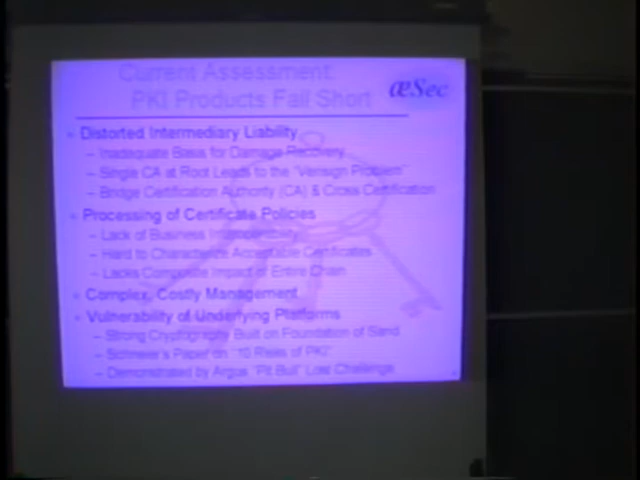 Current Assessment:
PKI Products Fall Short
æSec
Distorted Intermediary Liability
– Inadequate Basis for Damage Recovery
– Single CA at Root Leads to the "Verisign Problem"
– Bridge Certification Authority (CA) & Cross Certification
Processing of Certificate Policies
– Lack of Business Interoperability
– Hard to Characterize Acceptable Certificates
– Lacks Composite Impact of Entire Chain
Complex, Costly Management
Vulnerability of Underlying Platforms
– Strong Cryptography Built on Foundation of Sand
– Schneier's Paper on "10 Risks of PKI"
– Demonstrated by Argus "Pit Bull" Lost Challenge